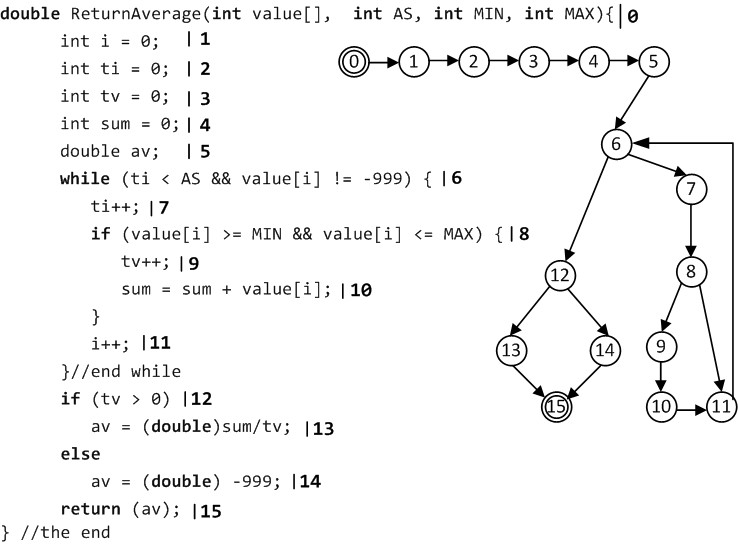 double ReturnAverage(int value[], int AS, int MIN, int MAX){ |0
int i = 0; |1
int ti = 0; |2
int tv = 0; |3
int sum = 0; |4
double av; |5
while (ti < AS && value[i] != -999) { |6
ti++; |7
if (value[i] >= MIN && value[i] <= MAX) { |8
tv++; |9
sum = sum + value[i]; |10
}
i++; |11
}//end while
if (tv > 0) |12
av = (double)sum/tv; |13
else
av = (double) -999; |14
return (av); |15
} //the end
0 1 2 3 4 5
6
7
12 8
13 14 9
15 10 11